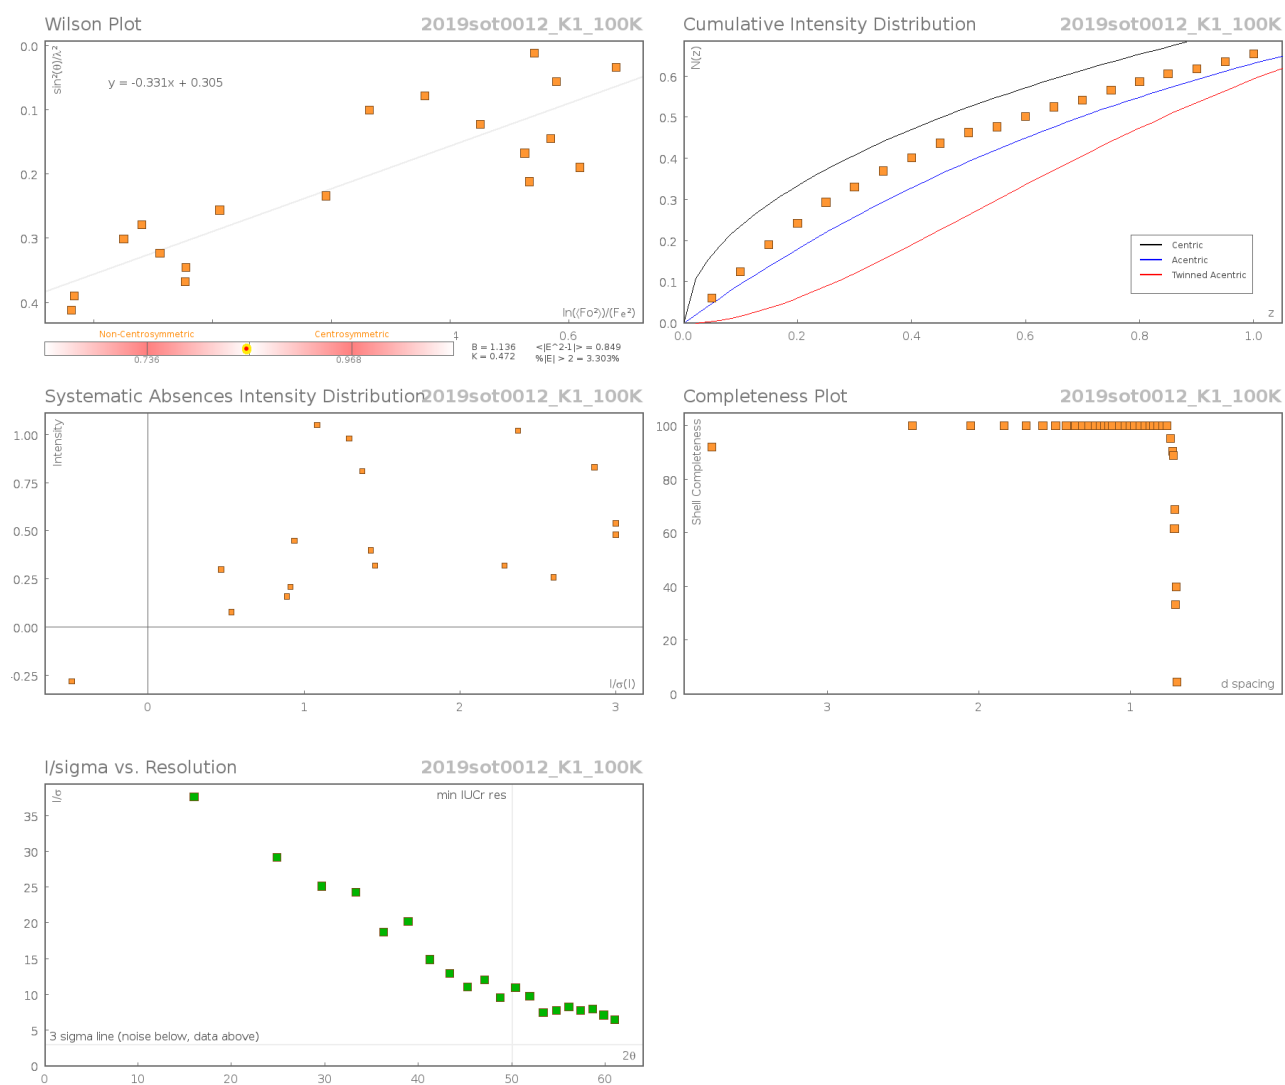 Wilson Plot 2019sot0012_K1_100K
sin²(θ)/λ²
y = -0.331x + 0.305
0.0
0.1
0.2
0.3
0.4
ln(⟨Fo²⟩)/(Fe²)
4 0.6
Non-Centrosymmetric Centrosymmetric
0.736 0.968
B = 1.136 <|E^2-1|> = 0.849
K = 0.472 %|E| > 2 = 3.303%
Cumulative Intensity Distribution 2019sot0012_K1_100K
N(z)
0.6
0.5
0.4
0.3
0.2
0.1
0.0
Centric
Acentric
Twinned Acentric
z
0.0 0.2 0.4 0.6 0.8 1.0
Systematic Absences Intensity Distribution 2019sot0012_K1_100K
Intensity
1.00
0.75
0.50
0.25
0.00
-0.25
I/σ(I)
0 1 2 3
Completeness Plot 2019sot0012_K1_100K
Shell Completeness
100
80
60
40
20
0
d spacing
3 2 1
I/sigma vs. Resolution 2019sot0012_K1_100K
I/σ
min IUCr res
35
30
25
20
15
10
5
0
3 sigma line (noise below, data above)
2θ
0 10 20 30 40 50 60